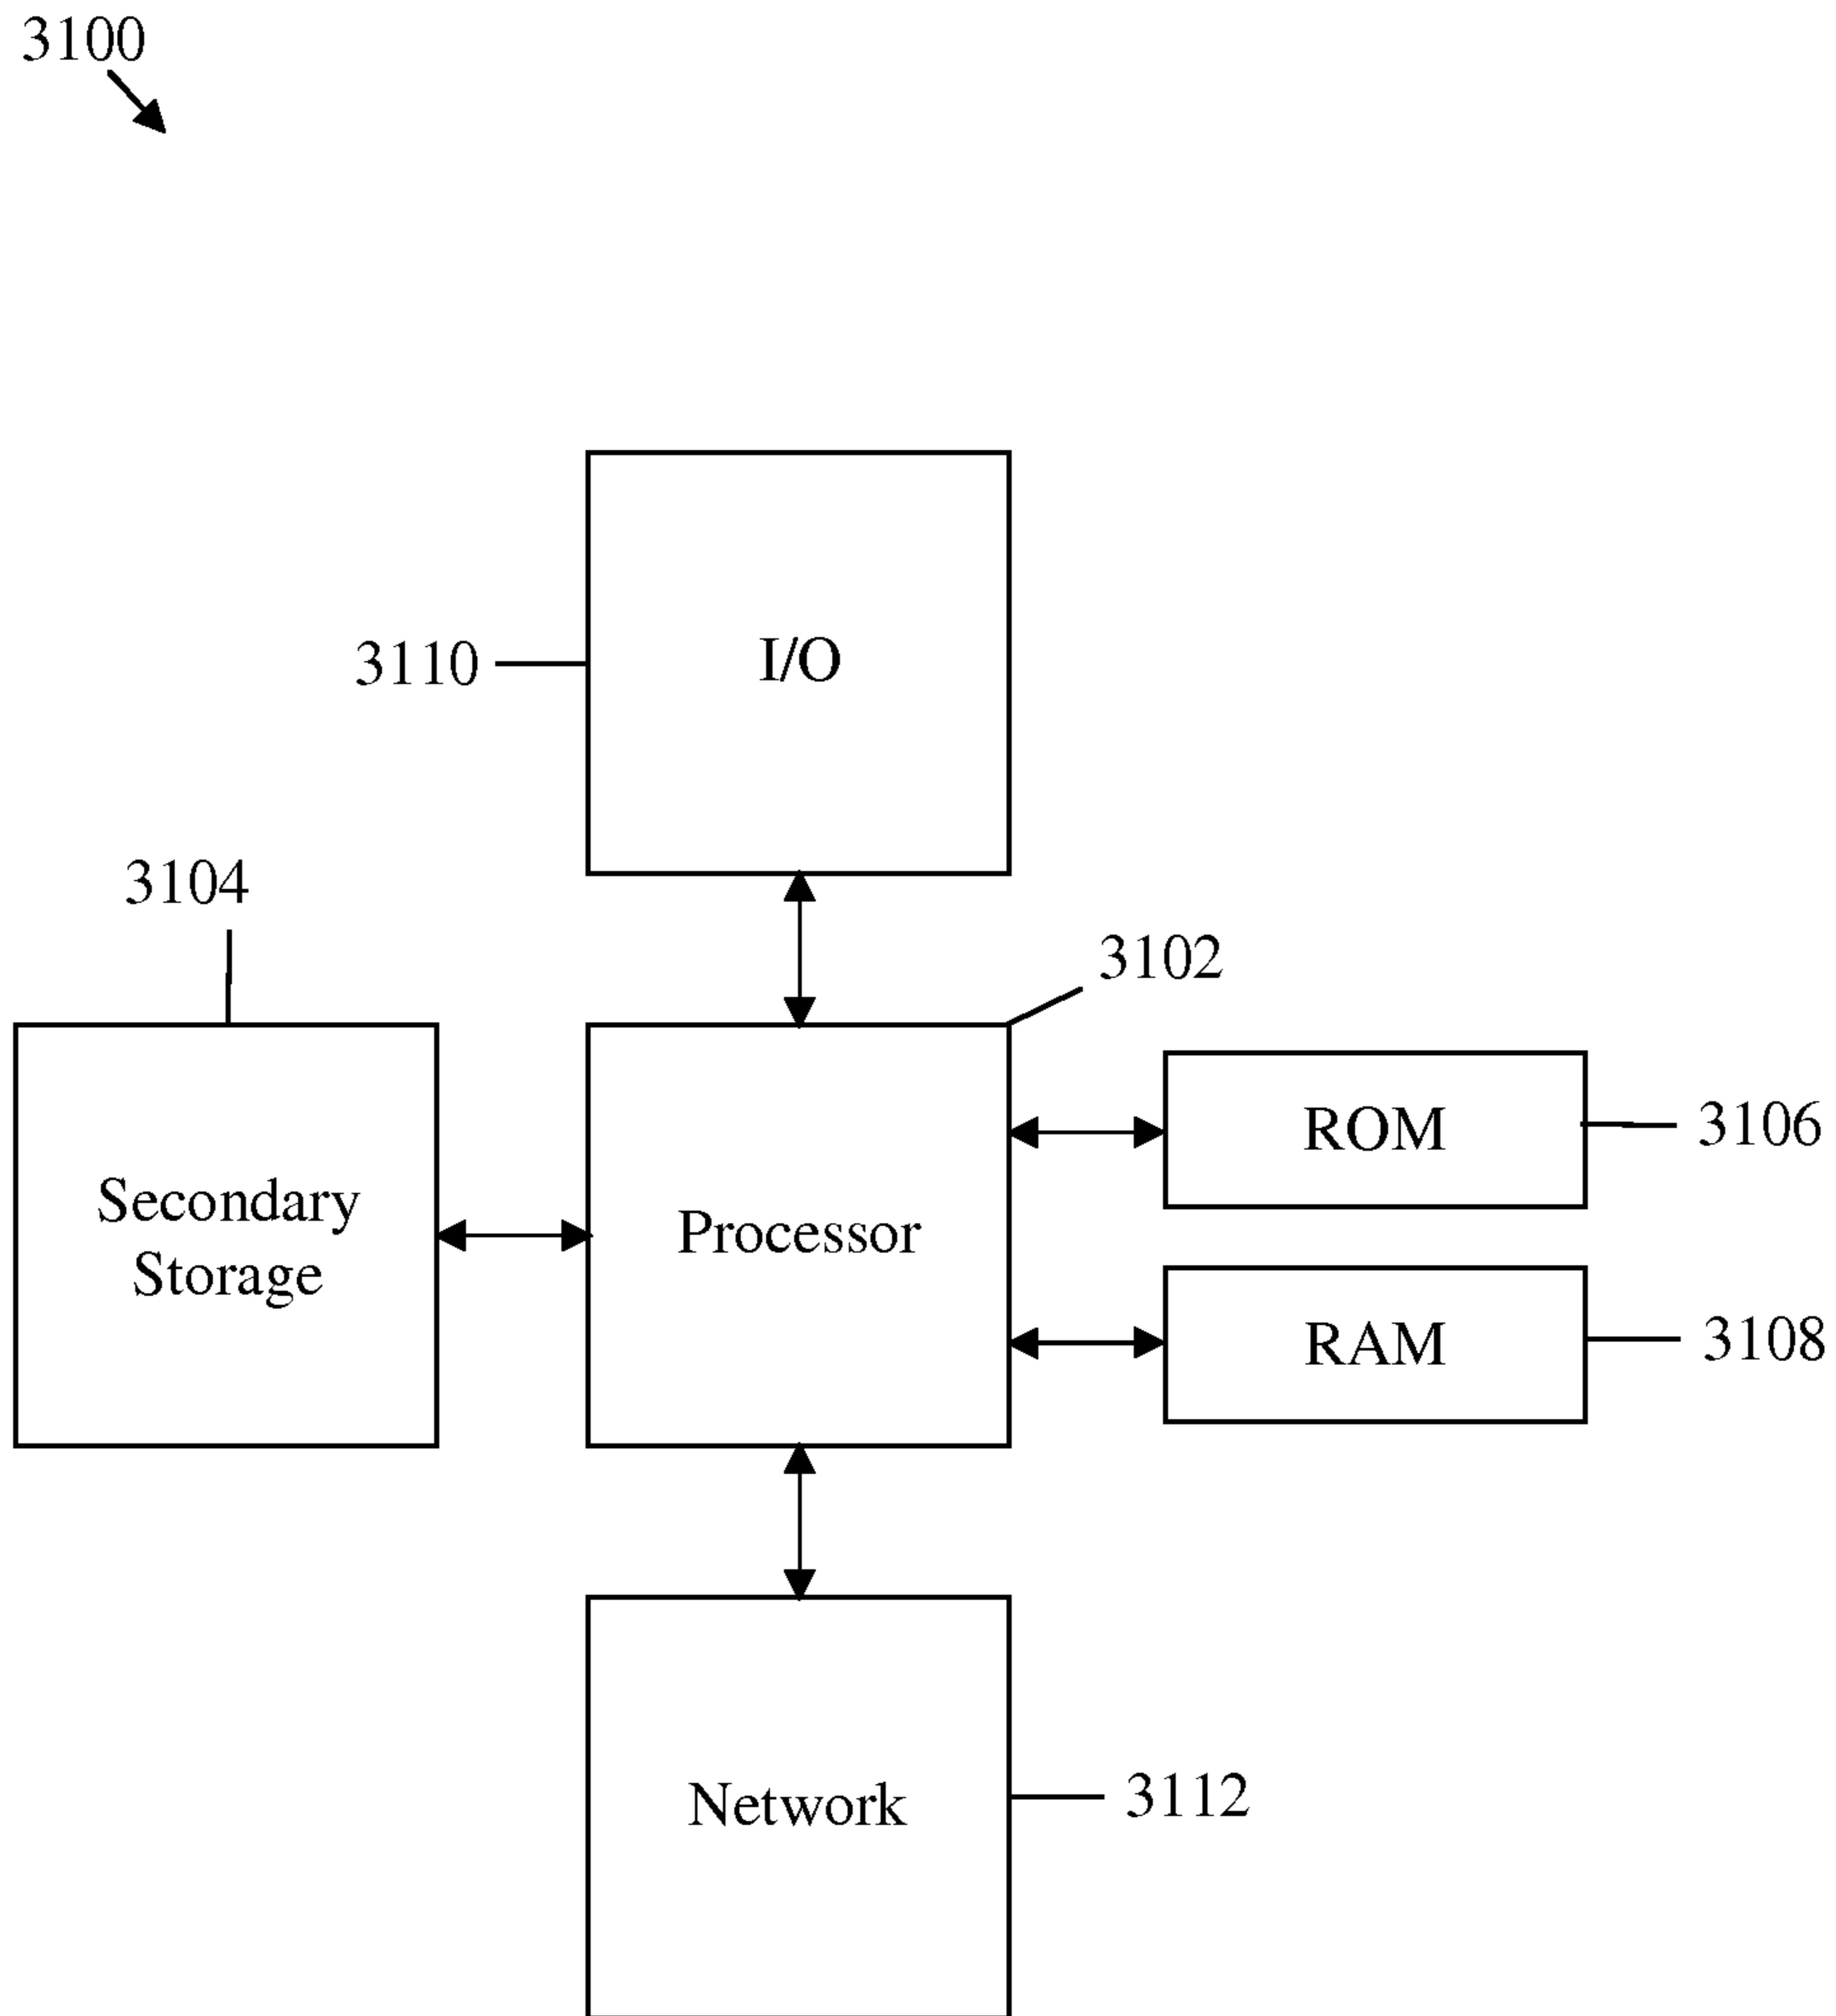 3100
I/O
3110
3104
3102
ROM
3106
Secondary
Storage
Processor
RAM
3108
Network
3112